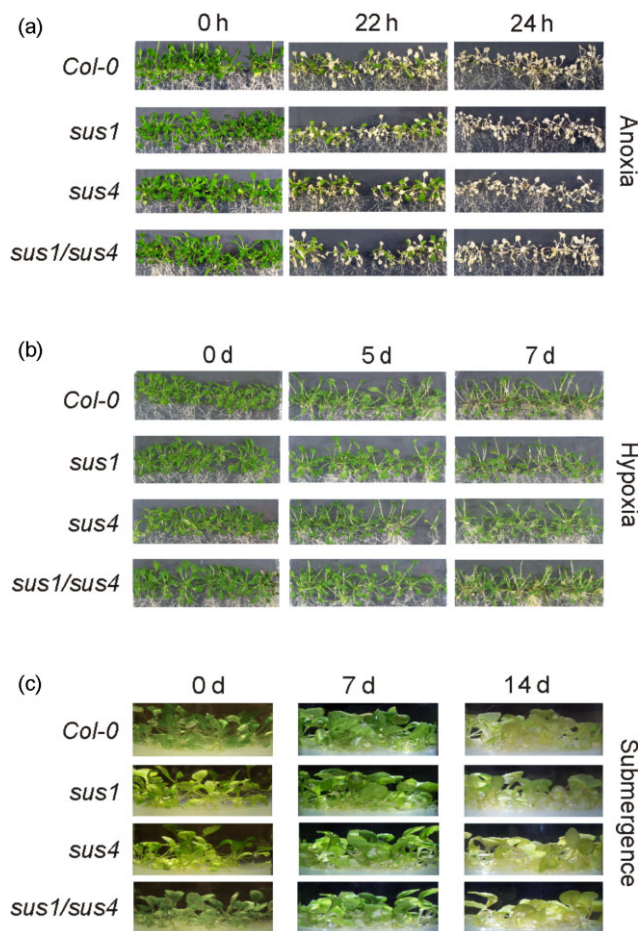 (a)
0 h 22 h 24 h
Col-0
sus1
sus4
sus1/sus4
Anoxia
(b)
0 d 5 d 7 d
Col-0
sus1
sus4
sus1/sus4
Hypoxia
(c)
0 d 7 d 14 d
Col-0
sus1
sus4
sus1/sus4
Submergence